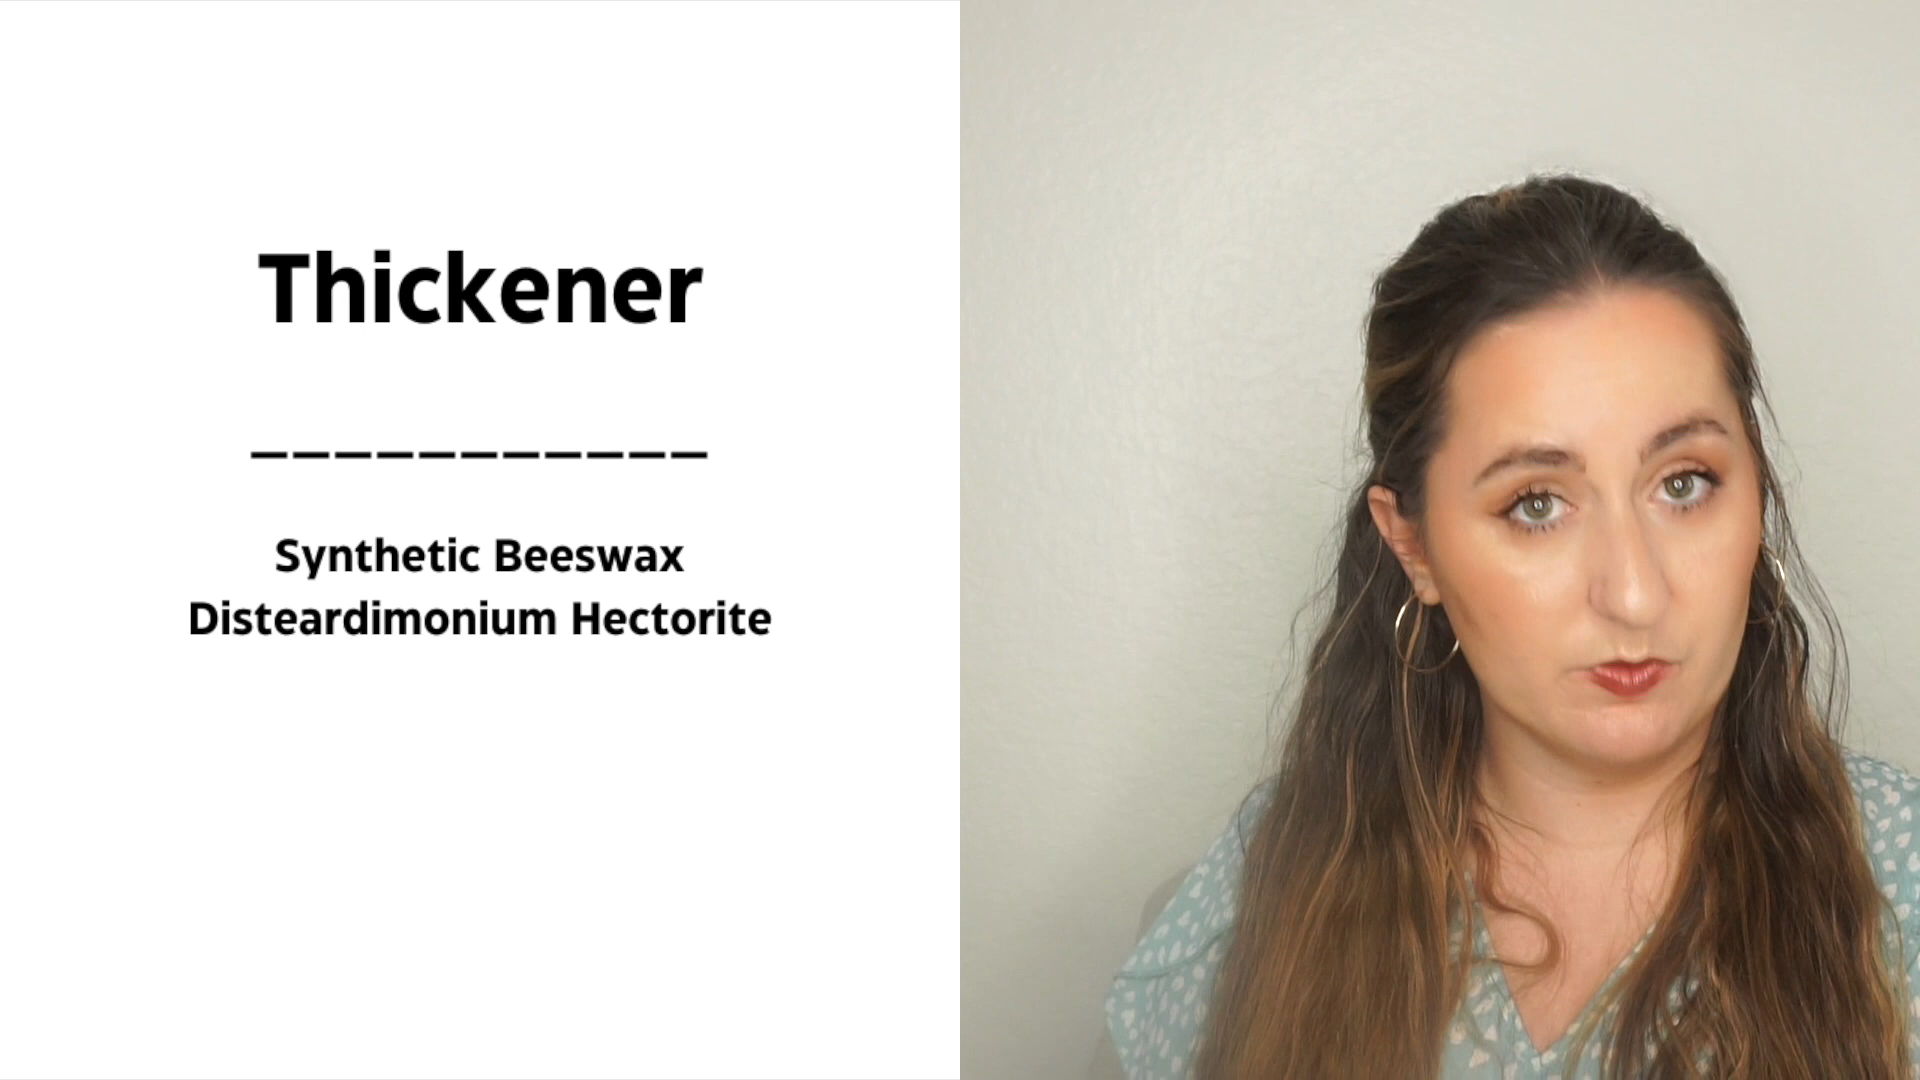 Thickener
———————————
Synthetic Beeswax
Disteardimonium Hectorite